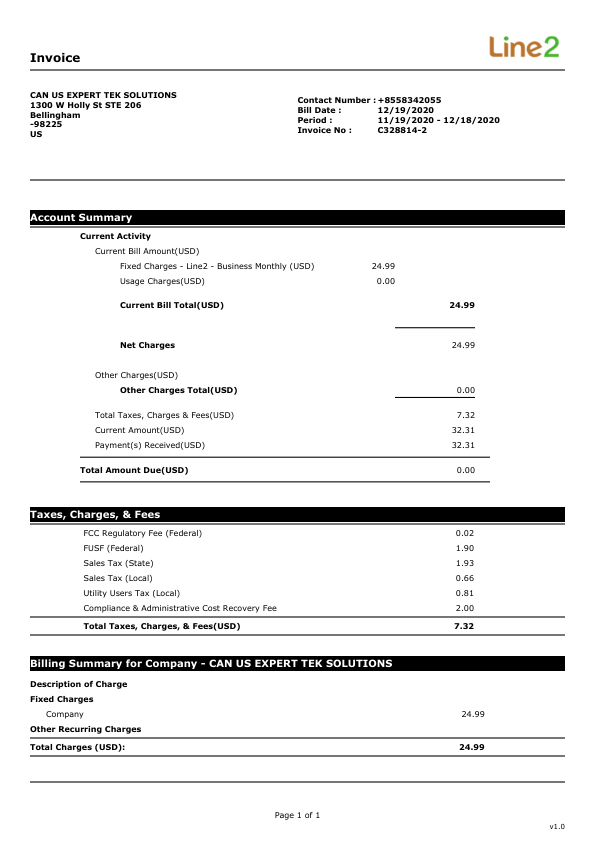 Line2
Invoice
CAN US EXPERT TEK SOLUTIONS
1300 W Holly St STE 206
Bellingham
-98225
US
Contact Number : +8558342055
Bill Date : 12/19/2020
Period : 11/19/2020 - 12/18/2020
Invoice No : C328814-2
Account Summary
Current Activity
Current Bill Amount(USD)
Fixed Charges - Line2 - Business Monthly (USD) 24.99
Usage Charges(USD) 0.00
Current Bill Total(USD) 24.99
Net Charges 24.99
Other Charges(USD)
Other Charges Total(USD) 0.00
Total Taxes, Charges & Fees(USD) 7.32
Current Amount(USD) 32.31
Payment(s) Received(USD) 32.31
Total Amount Due(USD) 0.00
Taxes, Charges, & Fees
FCC Regulatory Fee (Federal) 0.02
FUSF (Federal) 1.90
Sales Tax (State) 1.93
Sales Tax (Local) 0.66
Utility Users Tax (Local) 0.81
Compliance & Administrative Cost Recovery Fee 2.00
Total Taxes, Charges, & Fees(USD) 7.32
Billing Summary for Company - CAN US EXPERT TEK SOLUTIONS
Description of Charge
Fixed Charges
Company 24.99
Other Recurring Charges
Total Charges (USD): 24.99
Page 1 of 1
v1.0